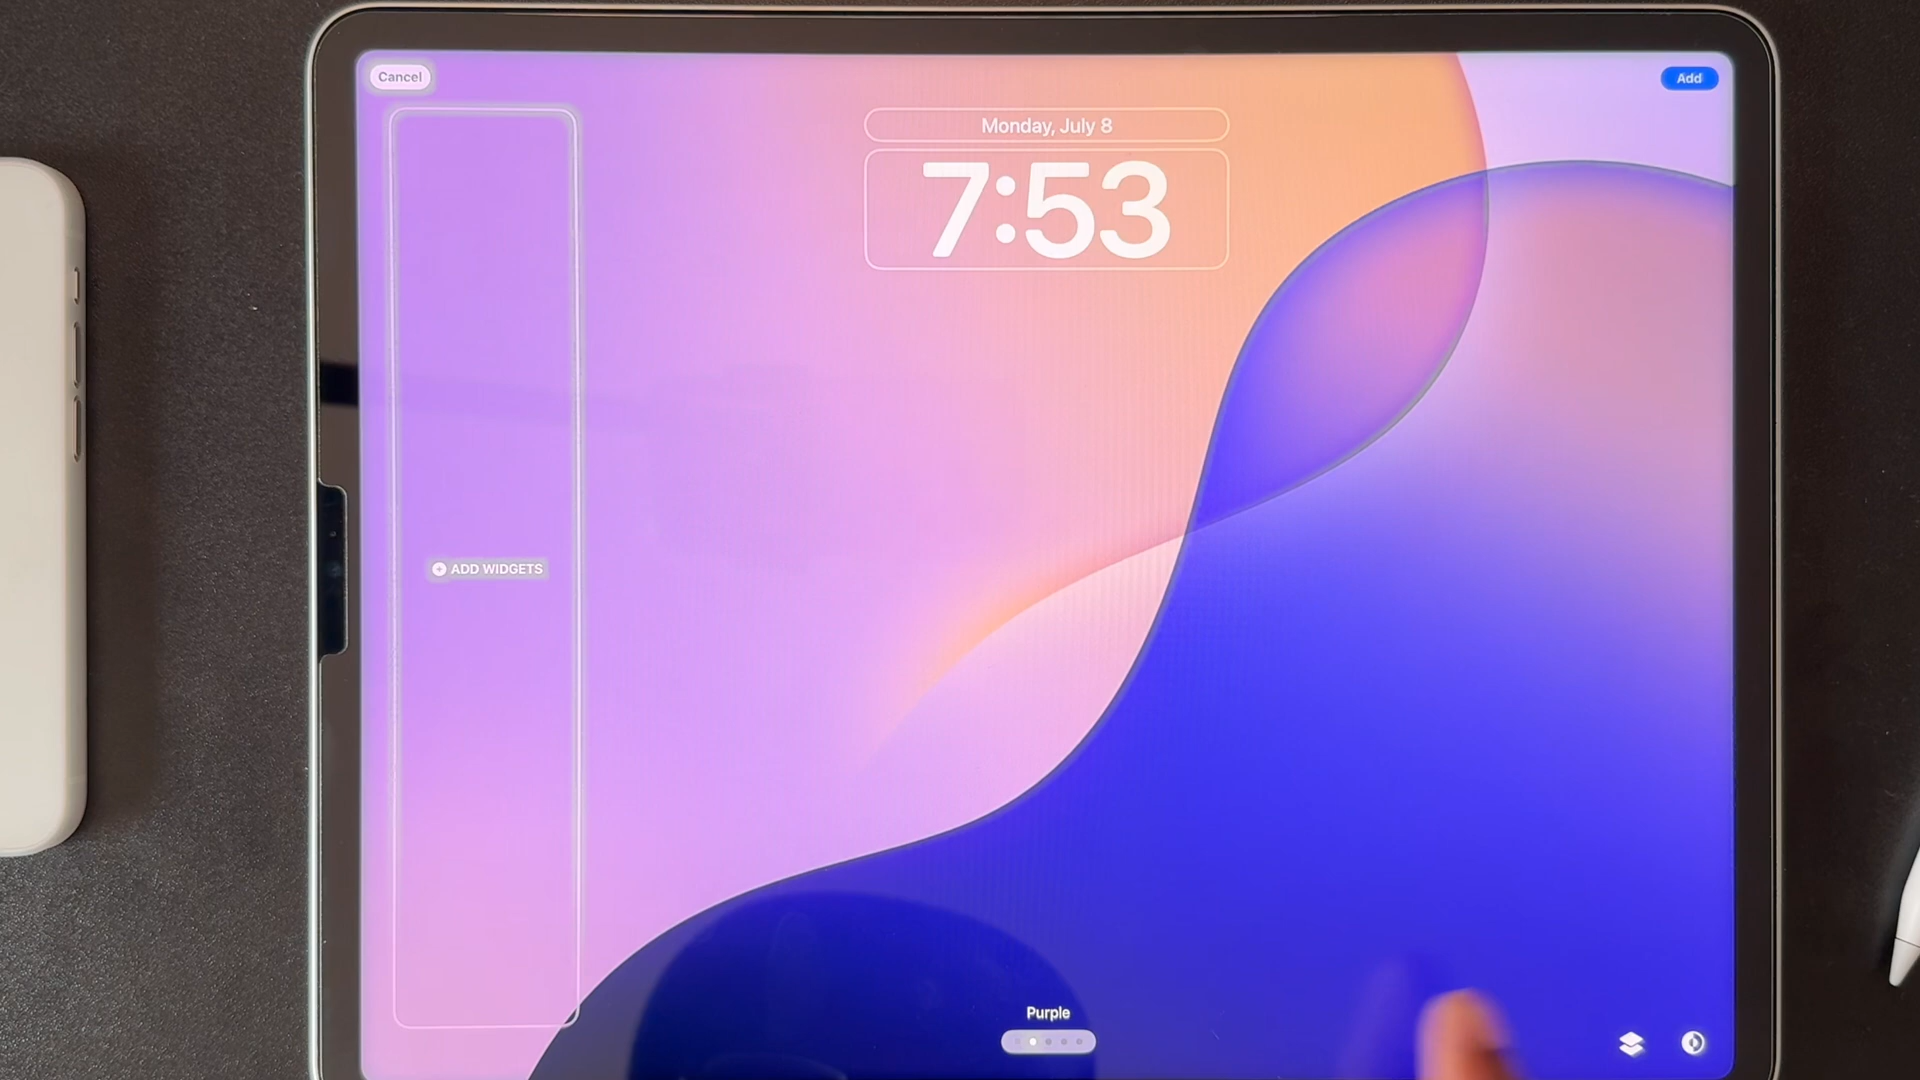 Cancel
Add
Monday, July 8
7:53
ADD WIDGETS
Purple